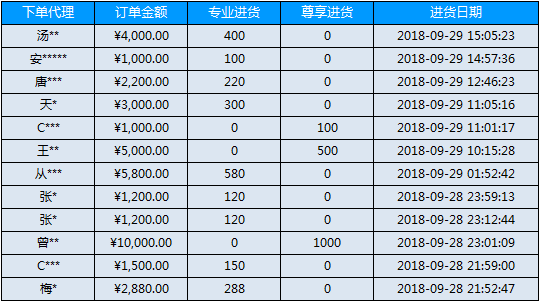 下单代理 订单金额 专业进货 尊享进货 进货日期
汤** ¥4,000.00 400 0 2018-09-29 15:05:23
安***** ¥1,000.00 100 0 2018-09-29 14:57:36
唐*** ¥2,200.00 220 0 2018-09-29 12:46:23
天* ¥3,000.00 300 0 2018-09-29 11:05:16
C*** ¥1,000.00 0 100 2018-09-29 11:01:17
王** ¥5,000.00 0 500 2018-09-29 10:15:28
从*** ¥5,800.00 580 0 2018-09-29 01:52:42
张* ¥1,200.00 120 0 2018-09-28 23:59:13
张* ¥1,200.00 120 0 2018-09-28 23:12:44
曾** ¥10,000.00 0 1000 2018-09-28 23:01:09
C*** ¥1,500.00 150 0 2018-09-28 21:59:00
梅* ¥2,880.00 288 0 2018-09-28 21:52:47